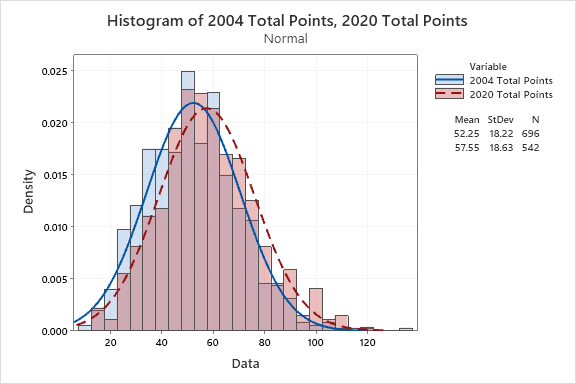 Histogram of 2004 Total Points, 2020 Total Points
Normal
Variable
2004 Total Points
2020 Total Points
Mean StDev N
52.25 18.22 696
57.55 18.63 542
Density
0.025
0.020
0.015
0.010
0.005
0.000
20 40 60 80 100 120
Data